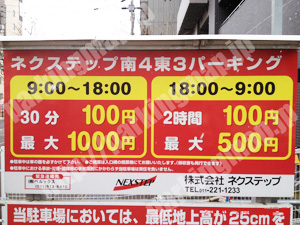 ネクステップ南4東3パーキング
9:00～18:00
18:00～9:00
30分 100円
2時間 100円
最大 1000円
最大 500円
NEXSTEP
株式会社 ネクステップ
TEL 011-221-1233
当駐車場においては、最低地上高が25cmを